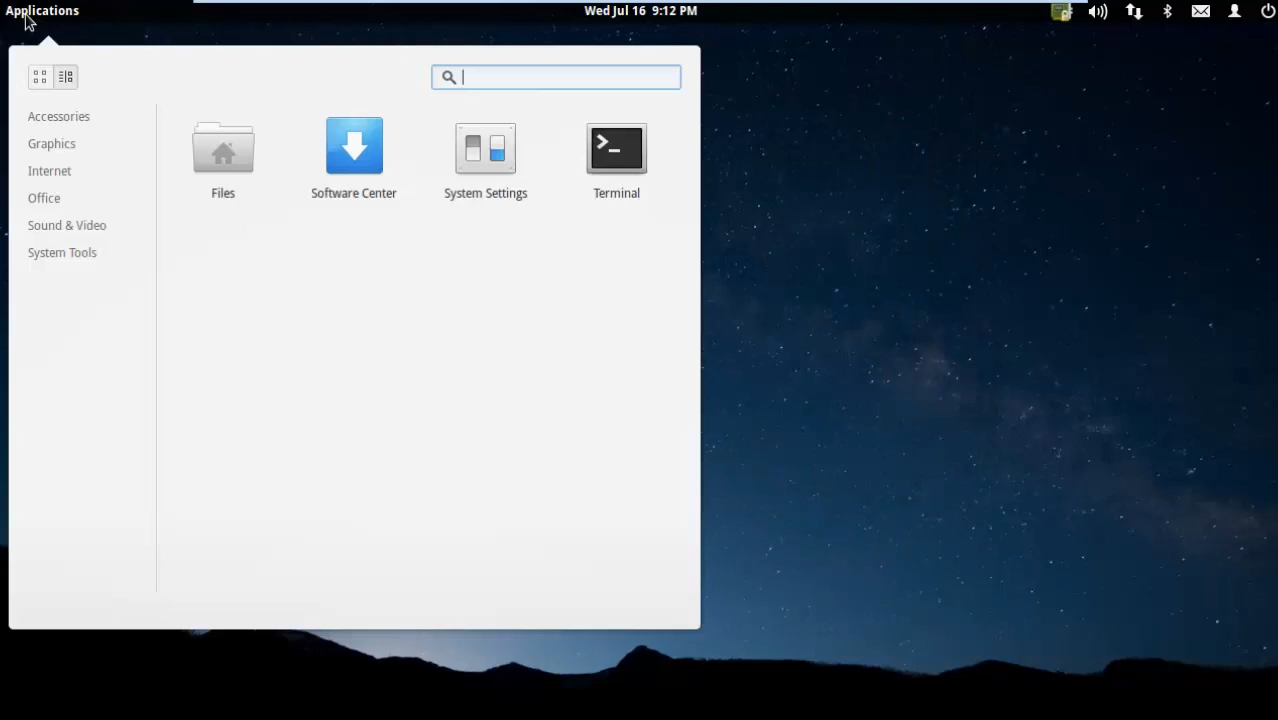 Applications
Wed Jul 16 9:12 PM
Accessories
Graphics
Internet
Office
Sound & Video
System Tools
Files
Software Center
System Settings
>_
Terminal